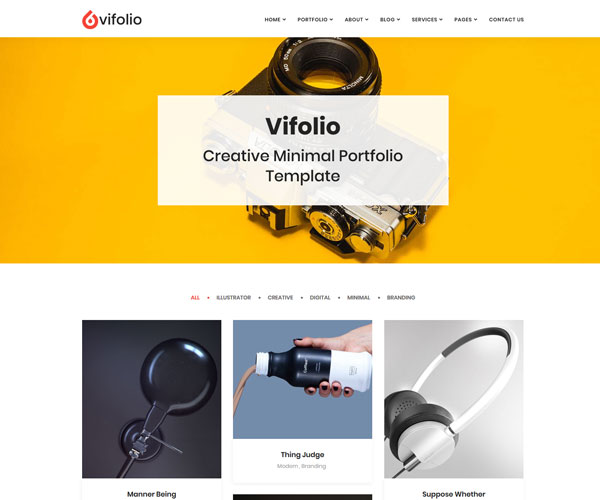 vifolio
HOME PORTFOLIO ABOUT BLOG SERVICES PAGES CONTACT US
MINOLTA
Vifolio
Creative Minimal Portfolio
Template
ALL • ILLUSTRATOR • CREATIVE • DIGITAL • MINIMAL • BRANDING
Thing Judge
Modern , Branding
Manner Being
Suppose Whether